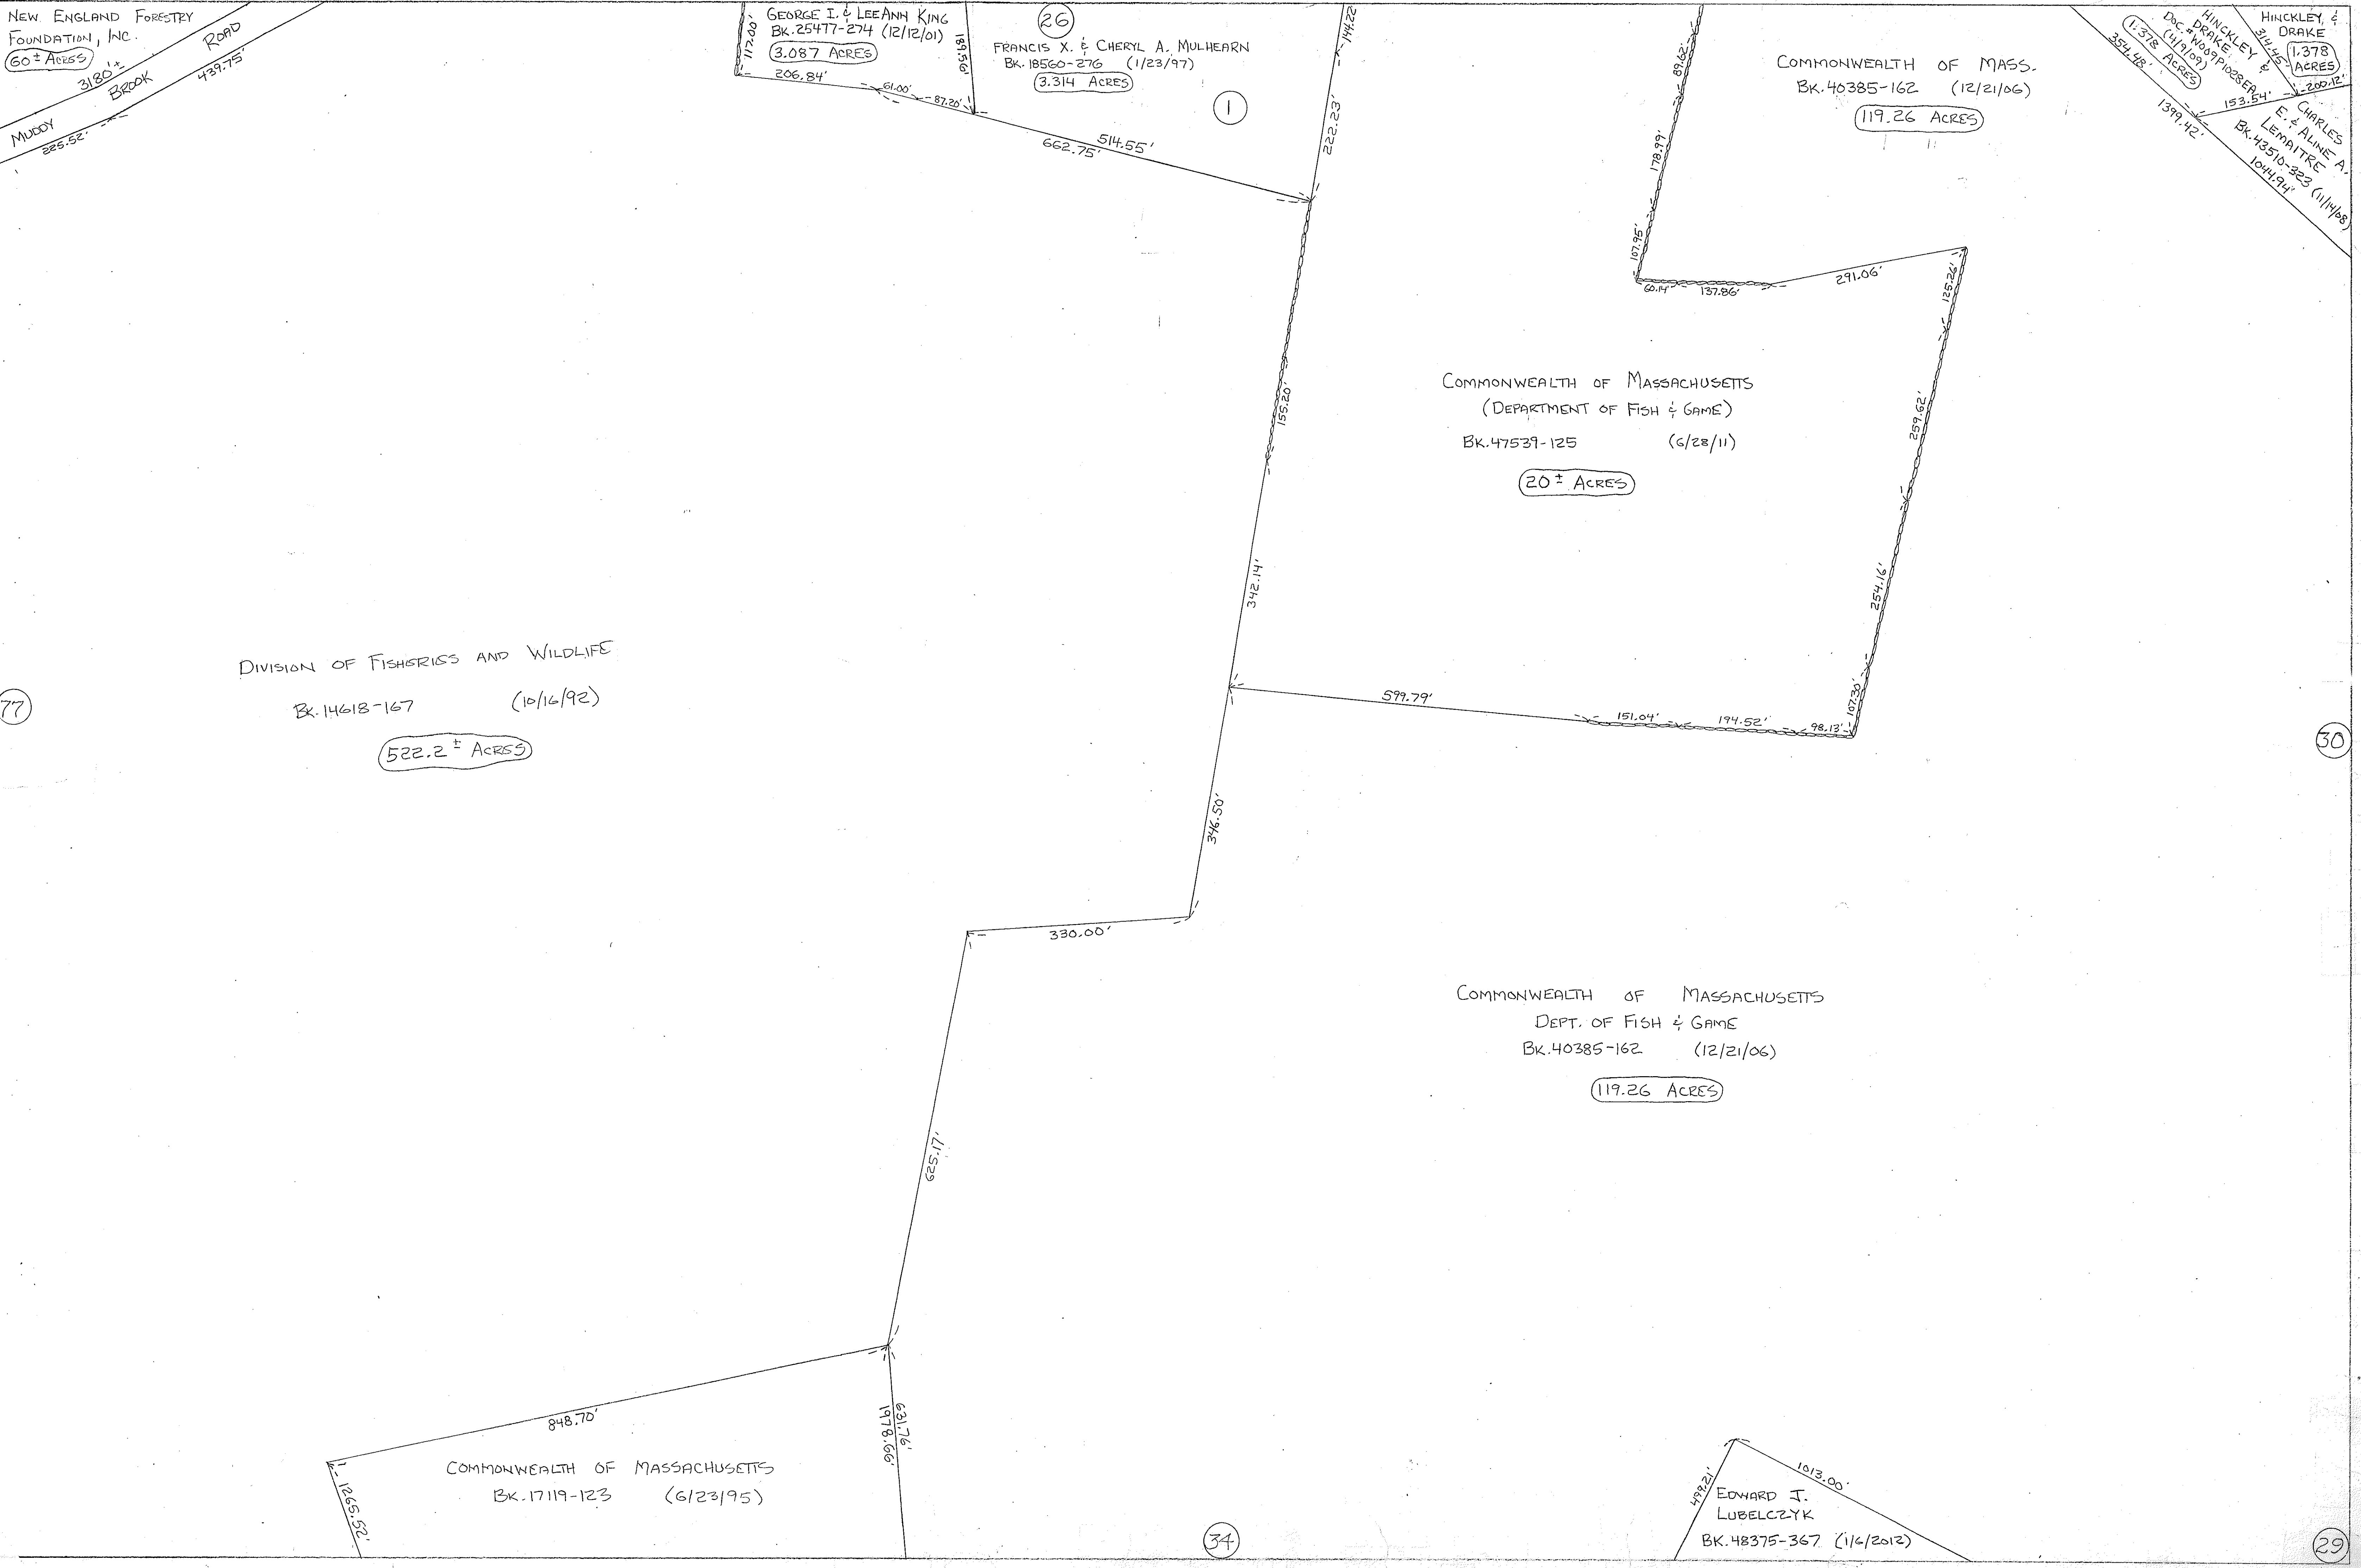 NEW ENGLAND FORESTRY
FOUNDATION, INC.
60± ACRES
3180'±
MUDDY BROOK ROAD
439.75'
225.52'
117.00'
GEORGE I. & LEEANN KING
BK.25477-274 (12/12/01)
3.087 ACRES
206.84'
61.00'
87.20'
189.56'
26
FRANCIS X. & CHERYL A. MULHEARN
BK.18560-276 (1/23/97)
3.314 ACRES
1
514.55'
662.75'
144.22
222.23'
89.62'
178.99'
107.95'
60.14'
137.86'
291.06'
COMMONWEALTH OF MASS.
BK.40385-162 (12/21/06)
119.26 ACRES
HINCKLEY &
DRAKE
DOC.#W009P1028EA
(4/9/09)
1.378 ACRES
354.48'
314.45'
HINCKLEY, &
DRAKE
1.378
ACRES
200.12'
153.54'
1399.42'
CHARLES
E. & ALINE A.
LEMAITRE
BK.43510-323 (11/14/08)
1044.94'
125.26'
259.62'
254.16'
107.30'
155.20'
342.14'
COMMONWEALTH OF MASSACHUSETTS
(DEPARTMENT OF FISH & GAME)
BK.47539-125 (6/28/11)
20± ACRES
599.79'
151.04'
194.52'
98.13'
DIVISION OF FISHERIES AND WILDLIFE
BK.14618-167 (10/16/92)
522.2± ACRES
77
30
346.50'
330.00'
625.17'
COMMONWEALTH OF MASSACHUSETTS
DEPT. OF FISH & GAME
BK.40385-162 (12/21/06)
119.26 ACRES
848.70'
631.76'
1978.66'
1265.52'
COMMONWEALTH OF MASSACHUSETTS
BK.17119-123 (6/23/95)
34
499.21'
1013.00'
EDWARD J.
LUBELCZYK
BK.48375-367 (1/6/2012)
29